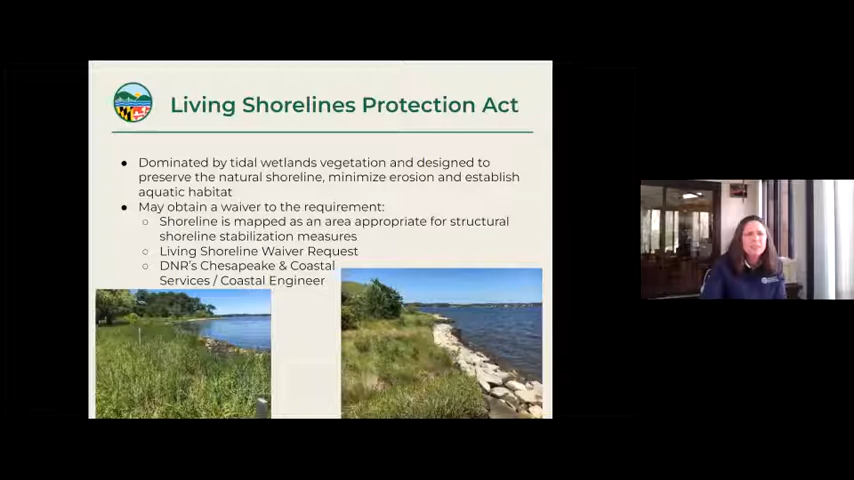 Living Shorelines Protection Act
● Dominated by tidal wetlands vegetation and designed to
preserve the natural shoreline, minimize erosion and establish
aquatic habitat
● May obtain a waiver to the requirement:
○ Shoreline is mapped as an area appropriate for structural
shoreline stabilization measures
○ Living Shoreline Waiver Request
○ DNR's Chesapeake & Coastal
Services / Coastal Engineer